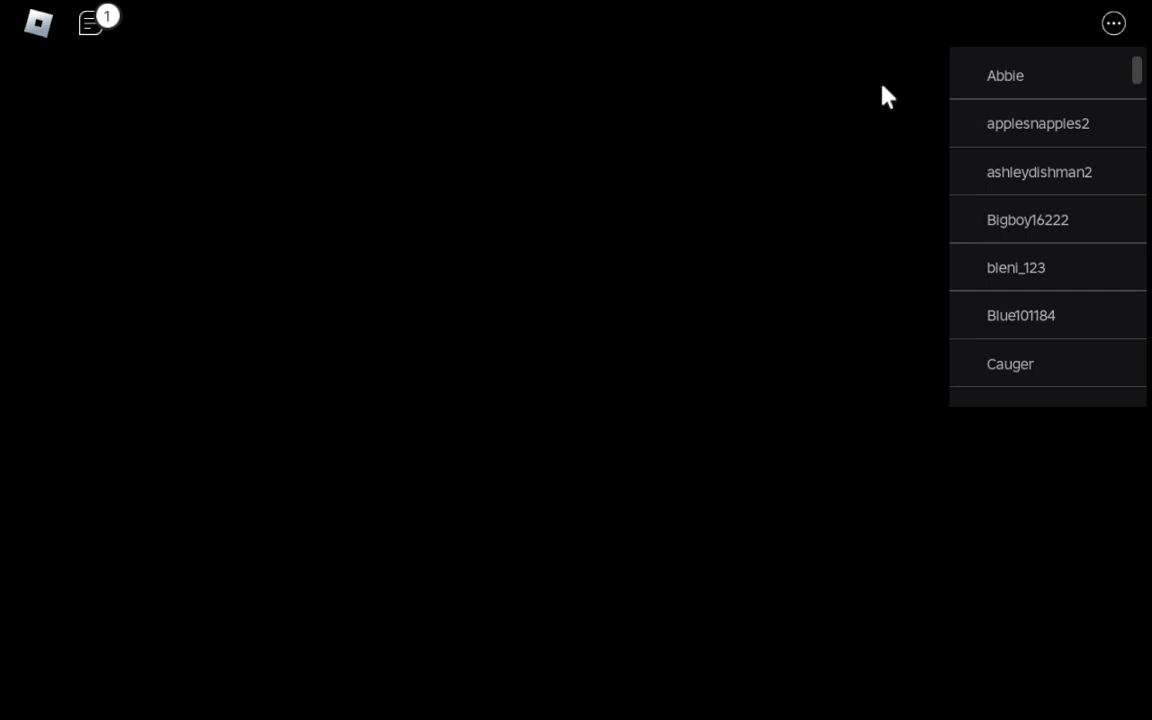 1
Abbie
applesnapples2
ashleydishman2
Bigboy16222
bleni_123
Blue101184
Cauger